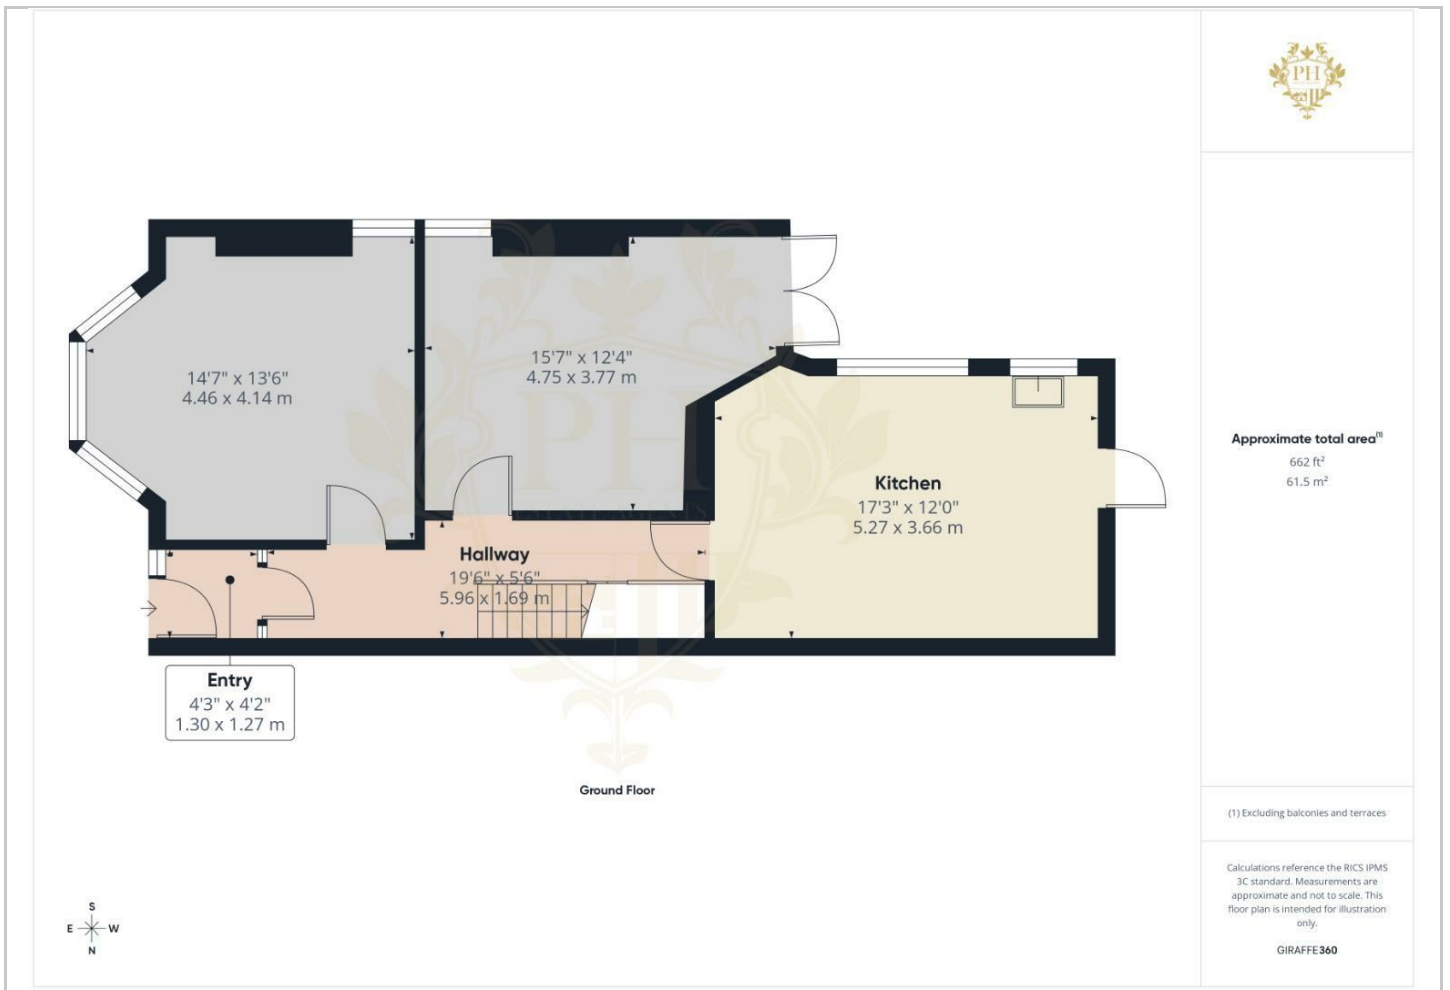 PH
14'7" x 13'6"
4.46 x 4.14 m
15'7" x 12'4"
4.75 x 3.77 m
Kitchen
17'3" x 12'0"
5.27 x 3.66 m
Hallway
19'6" x 5'6"
5.96 x 1.69 m
Entry
4'3" x 4'2"
1.30 x 1.27 m
PH
ESTATE AGENTS
Ground Floor
S
E W
N
Approximate total area(1)
662 ft²
61.5 m²
(1) Excluding balconies and terraces
Calculations reference the RICS IPMS
3C standard. Measurements are
approximate and not to scale. This
floor plan is intended for illustration
only.
GIRAFFE360